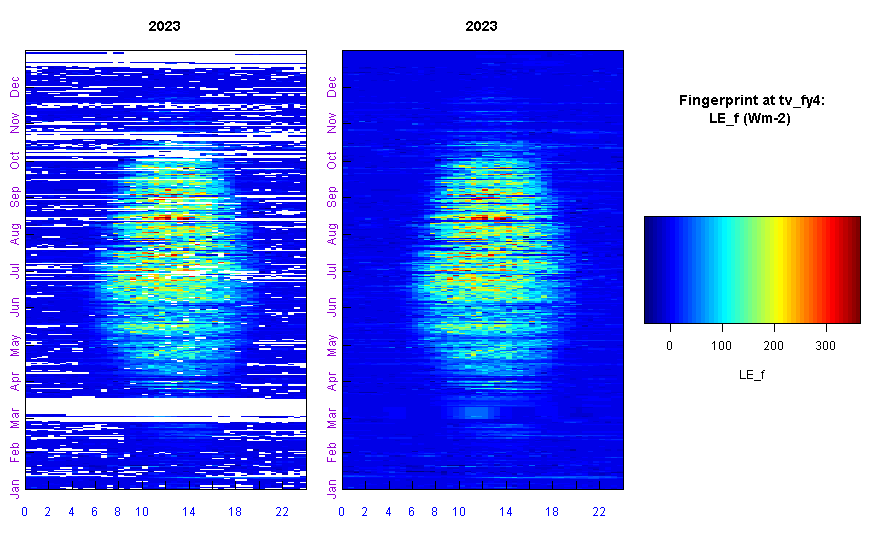 2023
2023
Fingerprint at tv_fy4:
LE_f (Wm-2)
Dec
Nov
Oct
Sep
Aug
Jul
Jun
May
Apr
Mar
Feb
Jan
0 2 4 6 8 10 14 18 22
Dec
Nov
Oct
Sep
Aug
Jul
Jun
May
Apr
Mar
Feb
Jan
0 2 4 6 8 10 14 18 22
0 100 200 300
LE_f